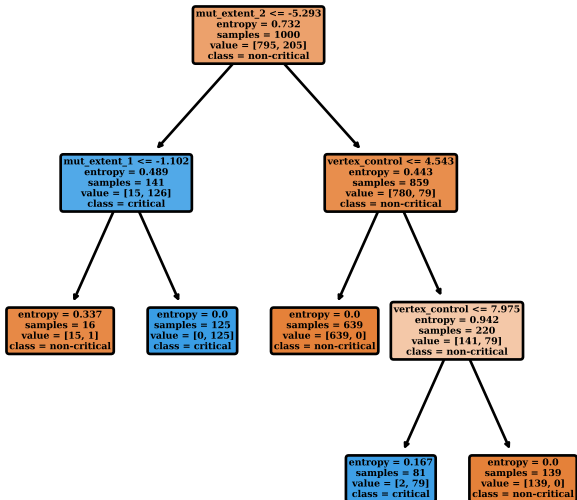 mut_extent_2 <= -5.293
entropy = 0.732
samples = 1000
value = [795, 205]
class = non-critical
mut_extent_1 <= -1.102
entropy = 0.489
samples = 141
value = [15, 126]
class = critical
vertex_control <= 4.543
entropy = 0.443
samples = 859
value = [780, 79]
class = non-critical
entropy = 0.337
samples = 16
value = [15, 1]
class = non-critical
entropy = 0.0
samples = 125
value = [0, 125]
class = critical
entropy = 0.0
samples = 639
value = [639, 0]
class = non-critical
vertex_control <= 7.975
entropy = 0.942
samples = 220
value = [141, 79]
class = non-critical
entropy = 0.167
samples = 81
value = [2, 79]
class = critical
entropy = 0.0
samples = 139
value = [139, 0]
class = non-critical